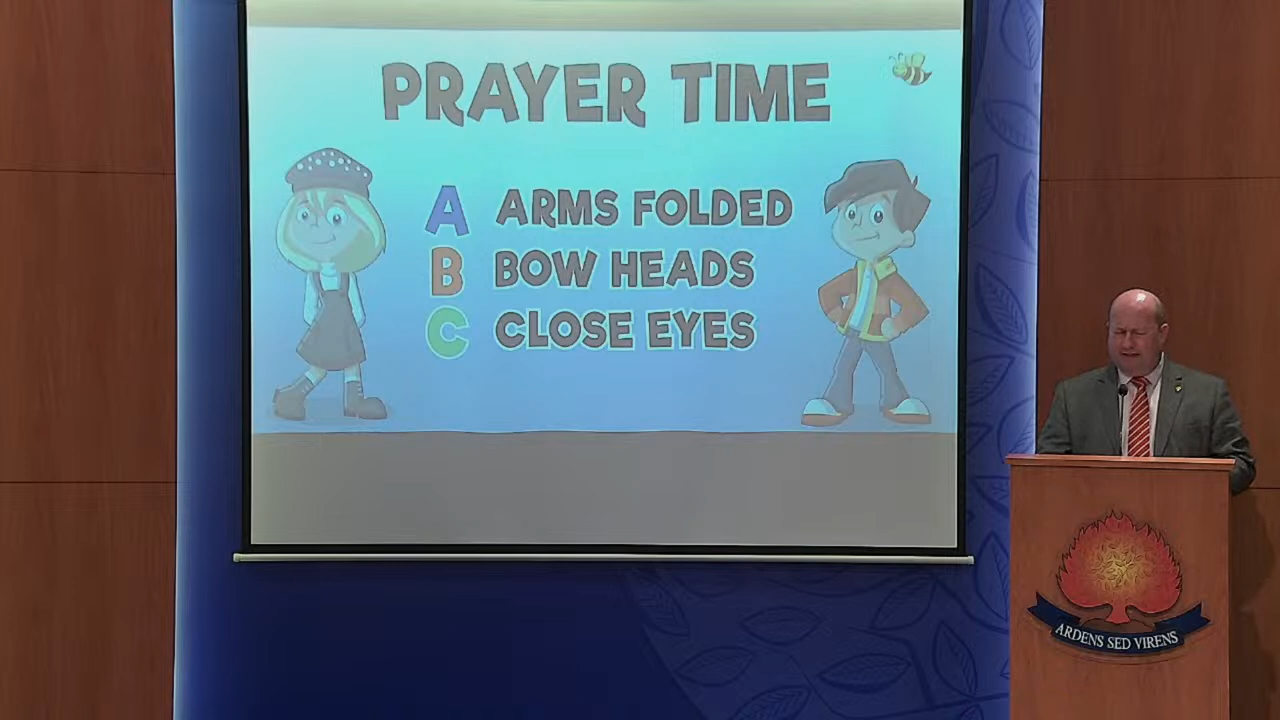 PRAYER TIME
A ARMS FOLDED
B BOW HEADS
C CLOSE EYES
ARDENS SED VIRENS